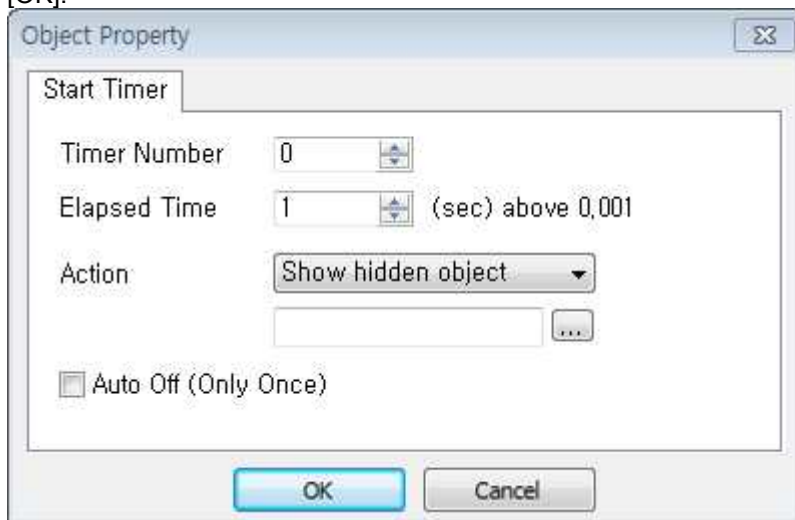 [OK].
Object Property
Start Timer
Timer Number 0
Elapsed Time 1 (sec) above 0,001
Action Show hidden object
...
Auto Off (Only Once)
OK Cancel